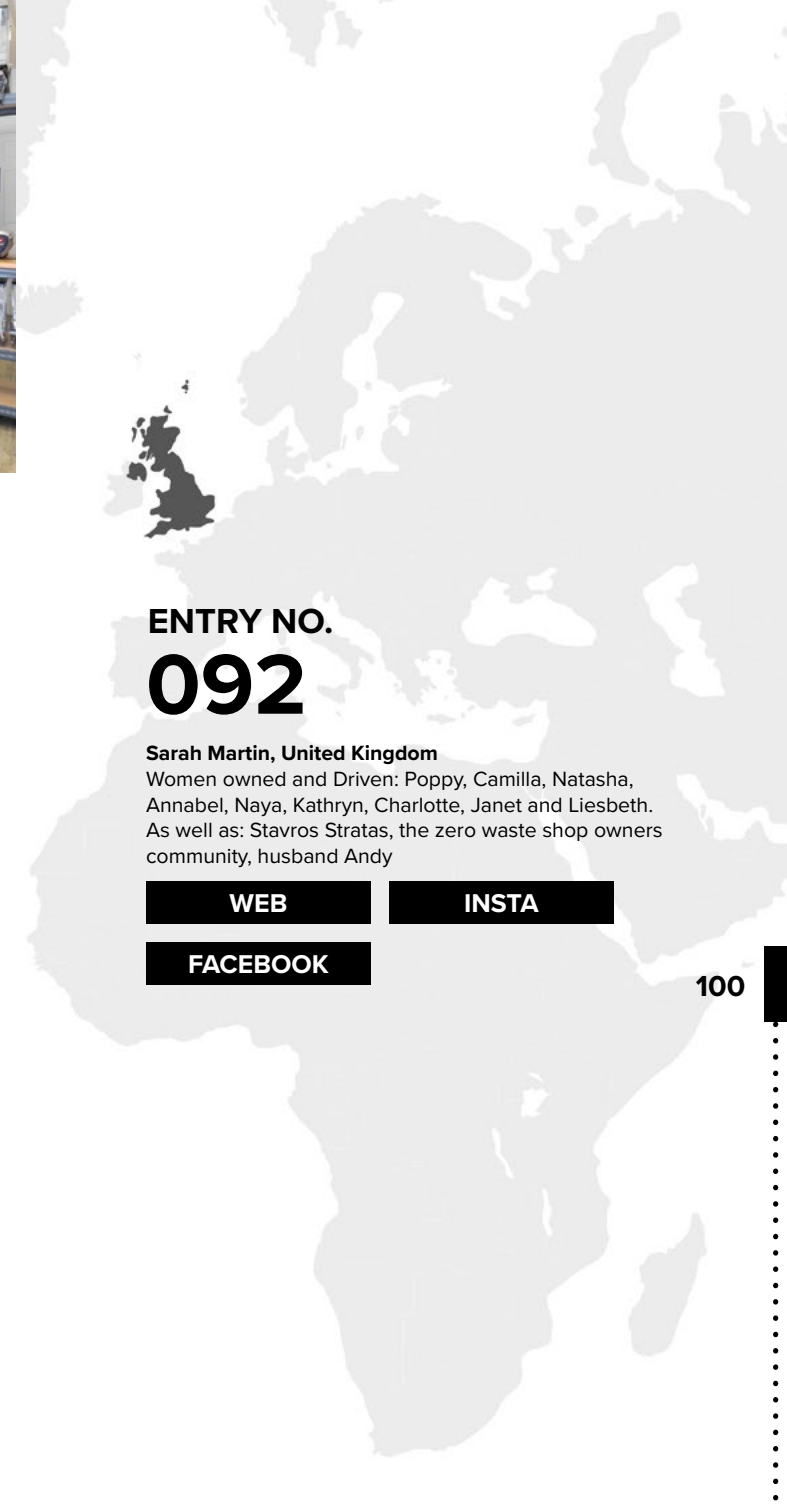 ENTRY NO.
092
Sarah Martin, United Kingdom
Women owned and Driven: Poppy, Camilla, Natasha,
Annabel, Naya, Kathryn, Charlotte, Janet and Liesbeth.
As well as: Stavros Stratas, the zero waste shop owners
community, husband Andy
WEB
INSTA
FACEBOOK
100